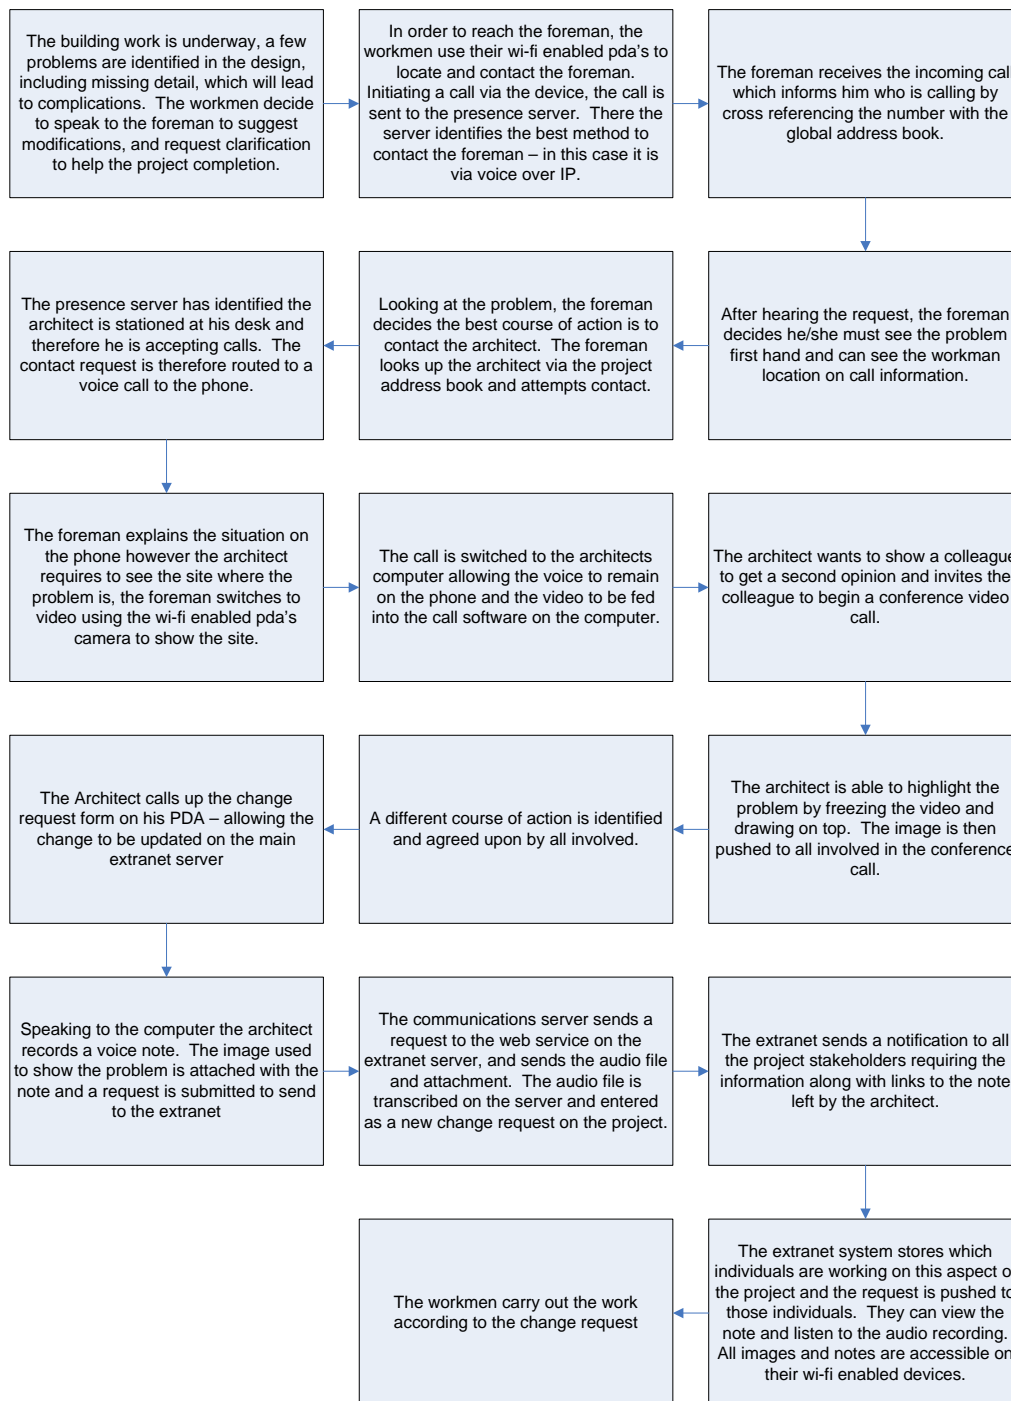 The building work is underway, a few
problems are identified in the design,
including missing detail, which will lead
to complications. The workmen decide
to speak to the foreman to suggest
modifications, and request clarification
to help the project completion.
In order to reach the foreman, the
workmen use their wi-fi enabled pda's to
locate and contact the foreman.
Initiating a call via the device, the call is
sent to the presence server. There the
server identifies the best method to
contact the foreman – in this case it is
via voice over IP.
The foreman receives the incoming call
which informs him who is calling by
cross referencing the number with the
global address book.
After hearing the request, the foreman
decides he/she must see the problem
first hand and can see the workman
location on call information.
Looking at the problem, the foreman
decides the best course of action is to
contact the architect. The foreman
looks up the architect via the project
address book and attempts contact.
The presence server has identified the
architect is stationed at his desk and
therefore he is accepting calls. The
contact request is therefore routed to a
voice call to the phone.
The foreman explains the situation on
the phone however the architect
requires to see the site where the
problem is, the foreman switches to
video using the wi-fi enabled pda's
camera to show the site.
The call is switched to the architects
computer allowing the voice to remain
on the phone and the video to be fed
into the call software on the computer.
The architect wants to show a colleague
to get a second opinion and invites the
colleague to begin a conference video
call.
The architect is able to highlight the
problem by freezing the video and
drawing on top. The image is then
pushed to all involved in the conference
call.
A different course of action is identified
and agreed upon by all involved.
The Architect calls up the change
request form on his PDA – allowing the
change to be updated on the main
extranet server
Speaking to the computer the architect
records a voice note. The image used
to show the problem is attached with the
note and a request is submitted to send
to the extranet
The communications server sends a
request to the web service on the
extranet server, and sends the audio file
and attachment. The audio file is
transcribed on the server and entered
as a new change request on the project.
The extranet sends a notification to all
the project stakeholders requiring the
information along with links to the note
left by the architect.
The extranet system stores which
individuals are working on this aspect of
the project and the request is pushed to
those individuals. They can view the
note and listen to the audio recording.
All images and notes are accessible on
their wi-fi enabled devices.
The workmen carry out the work
according to the change request